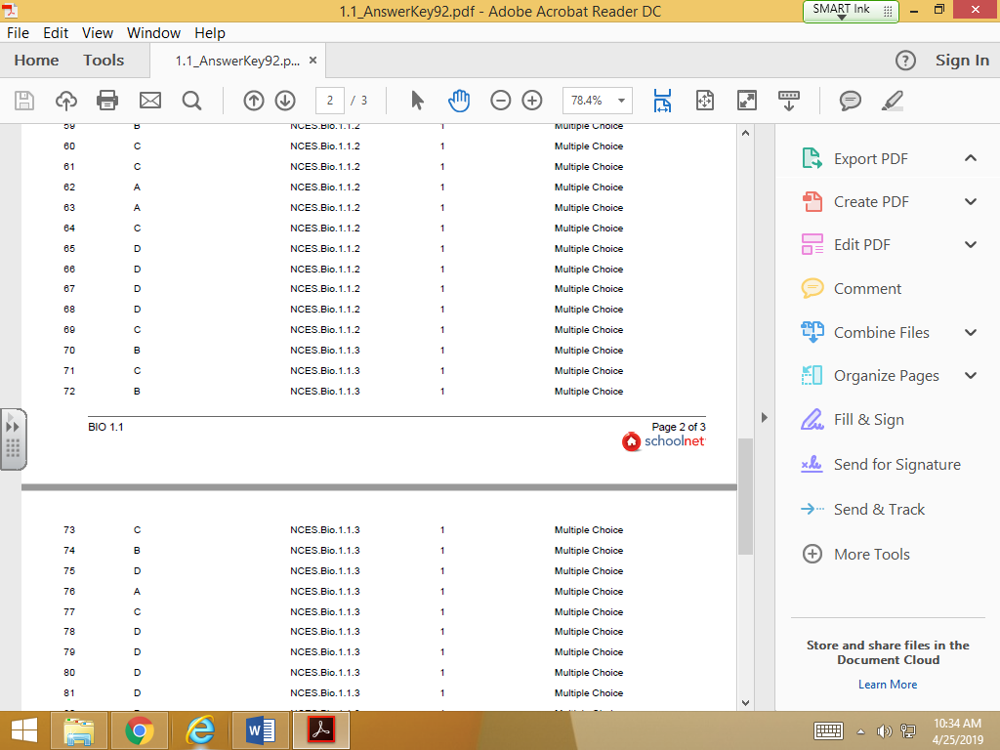 1.1_AnswerKey92.pdf - Adobe Acrobat Reader DC
SMART Ink
File Edit View Window Help
Home Tools 1.1_AnswerKey92.p... × ? Sign In
2 / 3 78.4%
59 B NCES.Bio.1.1.2 1 Multiple Choice
60 C NCES.Bio.1.1.2 1 Multiple Choice
61 C NCES.Bio.1.1.2 1 Multiple Choice
62 A NCES.Bio.1.1.2 1 Multiple Choice
63 A NCES.Bio.1.1.2 1 Multiple Choice
64 C NCES.Bio.1.1.2 1 Multiple Choice
65 D NCES.Bio.1.1.2 1 Multiple Choice
66 D NCES.Bio.1.1.2 1 Multiple Choice
67 D NCES.Bio.1.1.2 1 Multiple Choice
68 D NCES.Bio.1.1.2 1 Multiple Choice
69 C NCES.Bio.1.1.2 1 Multiple Choice
70 B NCES.Bio.1.1.3 1 Multiple Choice
71 C NCES.Bio.1.1.3 1 Multiple Choice
72 B NCES.Bio.1.1.3 1 Multiple Choice
BIO 1.1 Page 2 of 3
schoolnet
73 C NCES.Bio.1.1.3 1 Multiple Choice
74 B NCES.Bio.1.1.3 1 Multiple Choice
75 D NCES.Bio.1.1.3 1 Multiple Choice
76 A NCES.Bio.1.1.3 1 Multiple Choice
77 C NCES.Bio.1.1.3 1 Multiple Choice
78 D NCES.Bio.1.1.3 1 Multiple Choice
79 D NCES.Bio.1.1.3 1 Multiple Choice
80 D NCES.Bio.1.1.3 1 Multiple Choice
81 D NCES.Bio.1.1.3 1 Multiple Choice
Export PDF
Create PDF
Edit PDF
Comment
Combine Files
Organize Pages
Fill & Sign
Send for Signature
Send & Track
More Tools
Store and share files in the
Document Cloud
Learn More
10:34 AM
4/25/2019